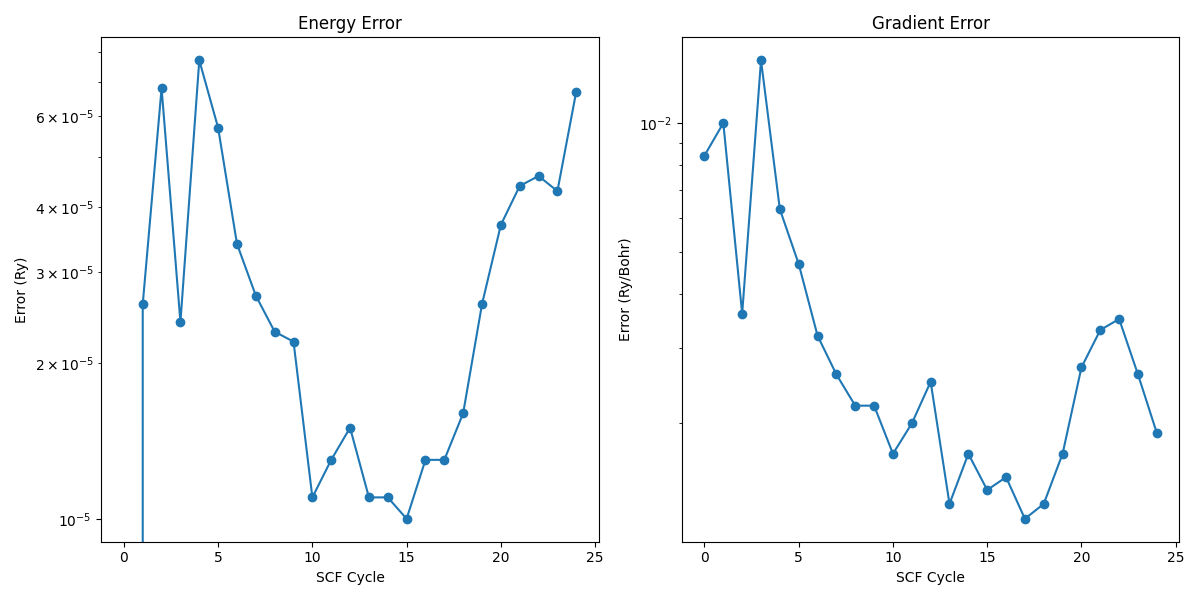 Energy Error
Error (Ry)
6 × 10⁻⁵
4 × 10⁻⁵
3 × 10⁻⁵
2 × 10⁻⁵
10⁻⁵
0 5 10 15 20 25
SCF Cycle
Gradient Error
Error (Ry/Bohr)
10⁻²
0 5 10 15 20 25
SCF Cycle